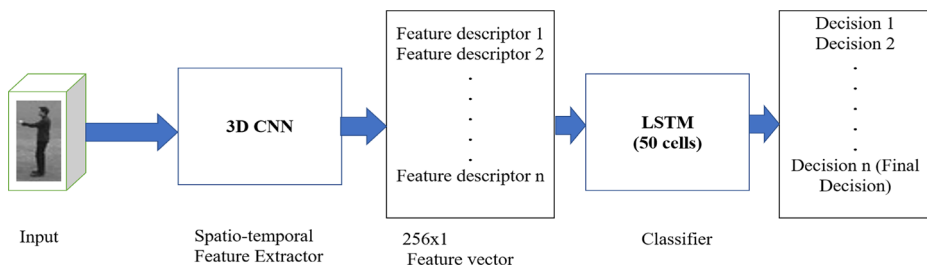 Feature descriptor 1
Feature descriptor 2
.
.
.
.
.
.
Feature descriptor n
3D CNN
LSTM
(50 cells)
Decision 1
Decision 2
.
.
.
.
.
Decision n (Final
Decision)
Input
Spatio-temporal
Feature Extractor
256x1
Feature vector
Classifier